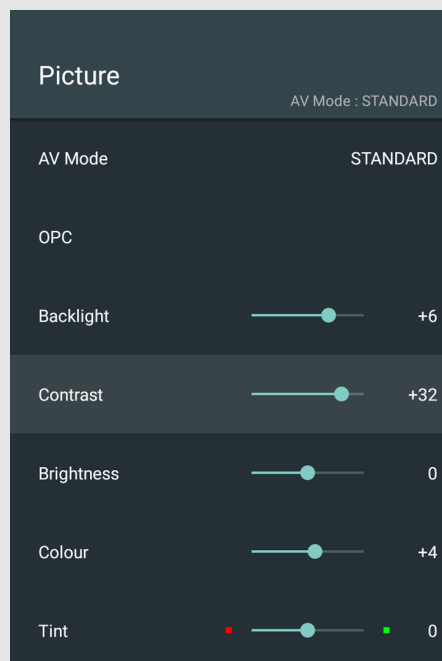 Picture
AV Mode : STANDARD
AV Mode STANDARD
OPC
Backlight +6
Contrast +32
Brightness 0
Colour +4
Tint 0